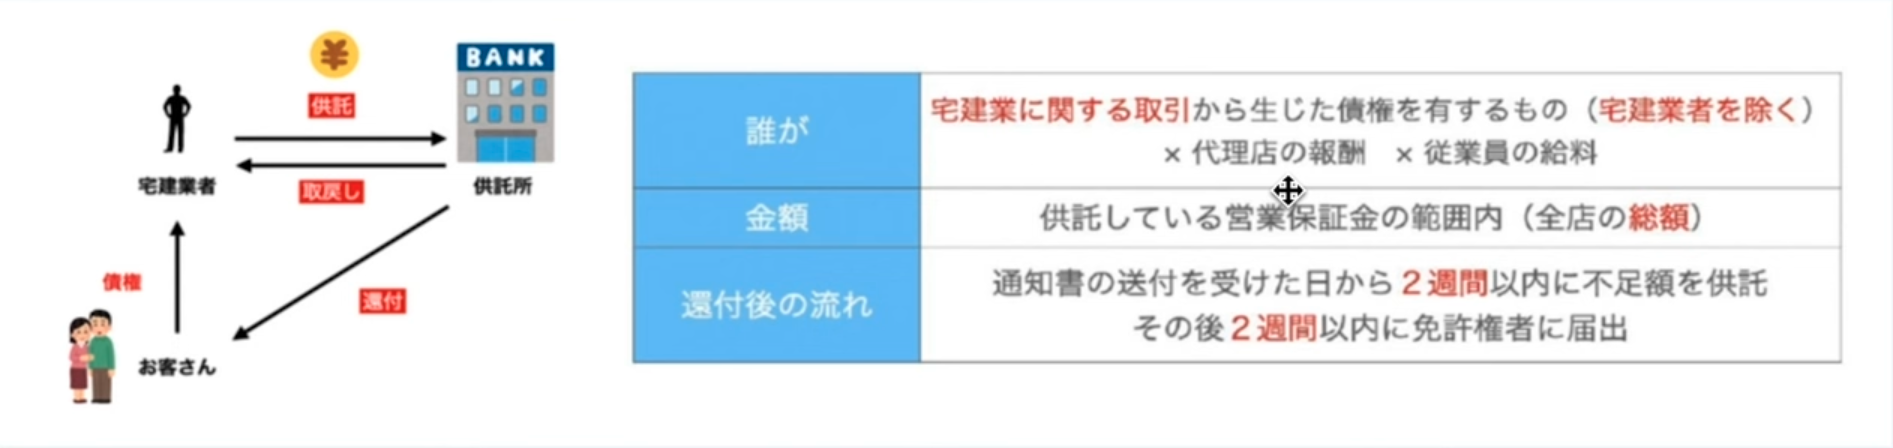 ¥
BANK
供託
宅建業者
取戻し
供託所
債権
還付
お客さん
誰が
宅建業に関する取引から生じた債権を有するもの（宅建業者を除く）
× 代理店の報酬　× 従業員の給料
金額
供託している営業保証金の範囲内（全店の総額）
還付後の流れ
通知書の送付を受けた日から２週間以内に不足額を供託
その後２週間以内に免許権者に届出